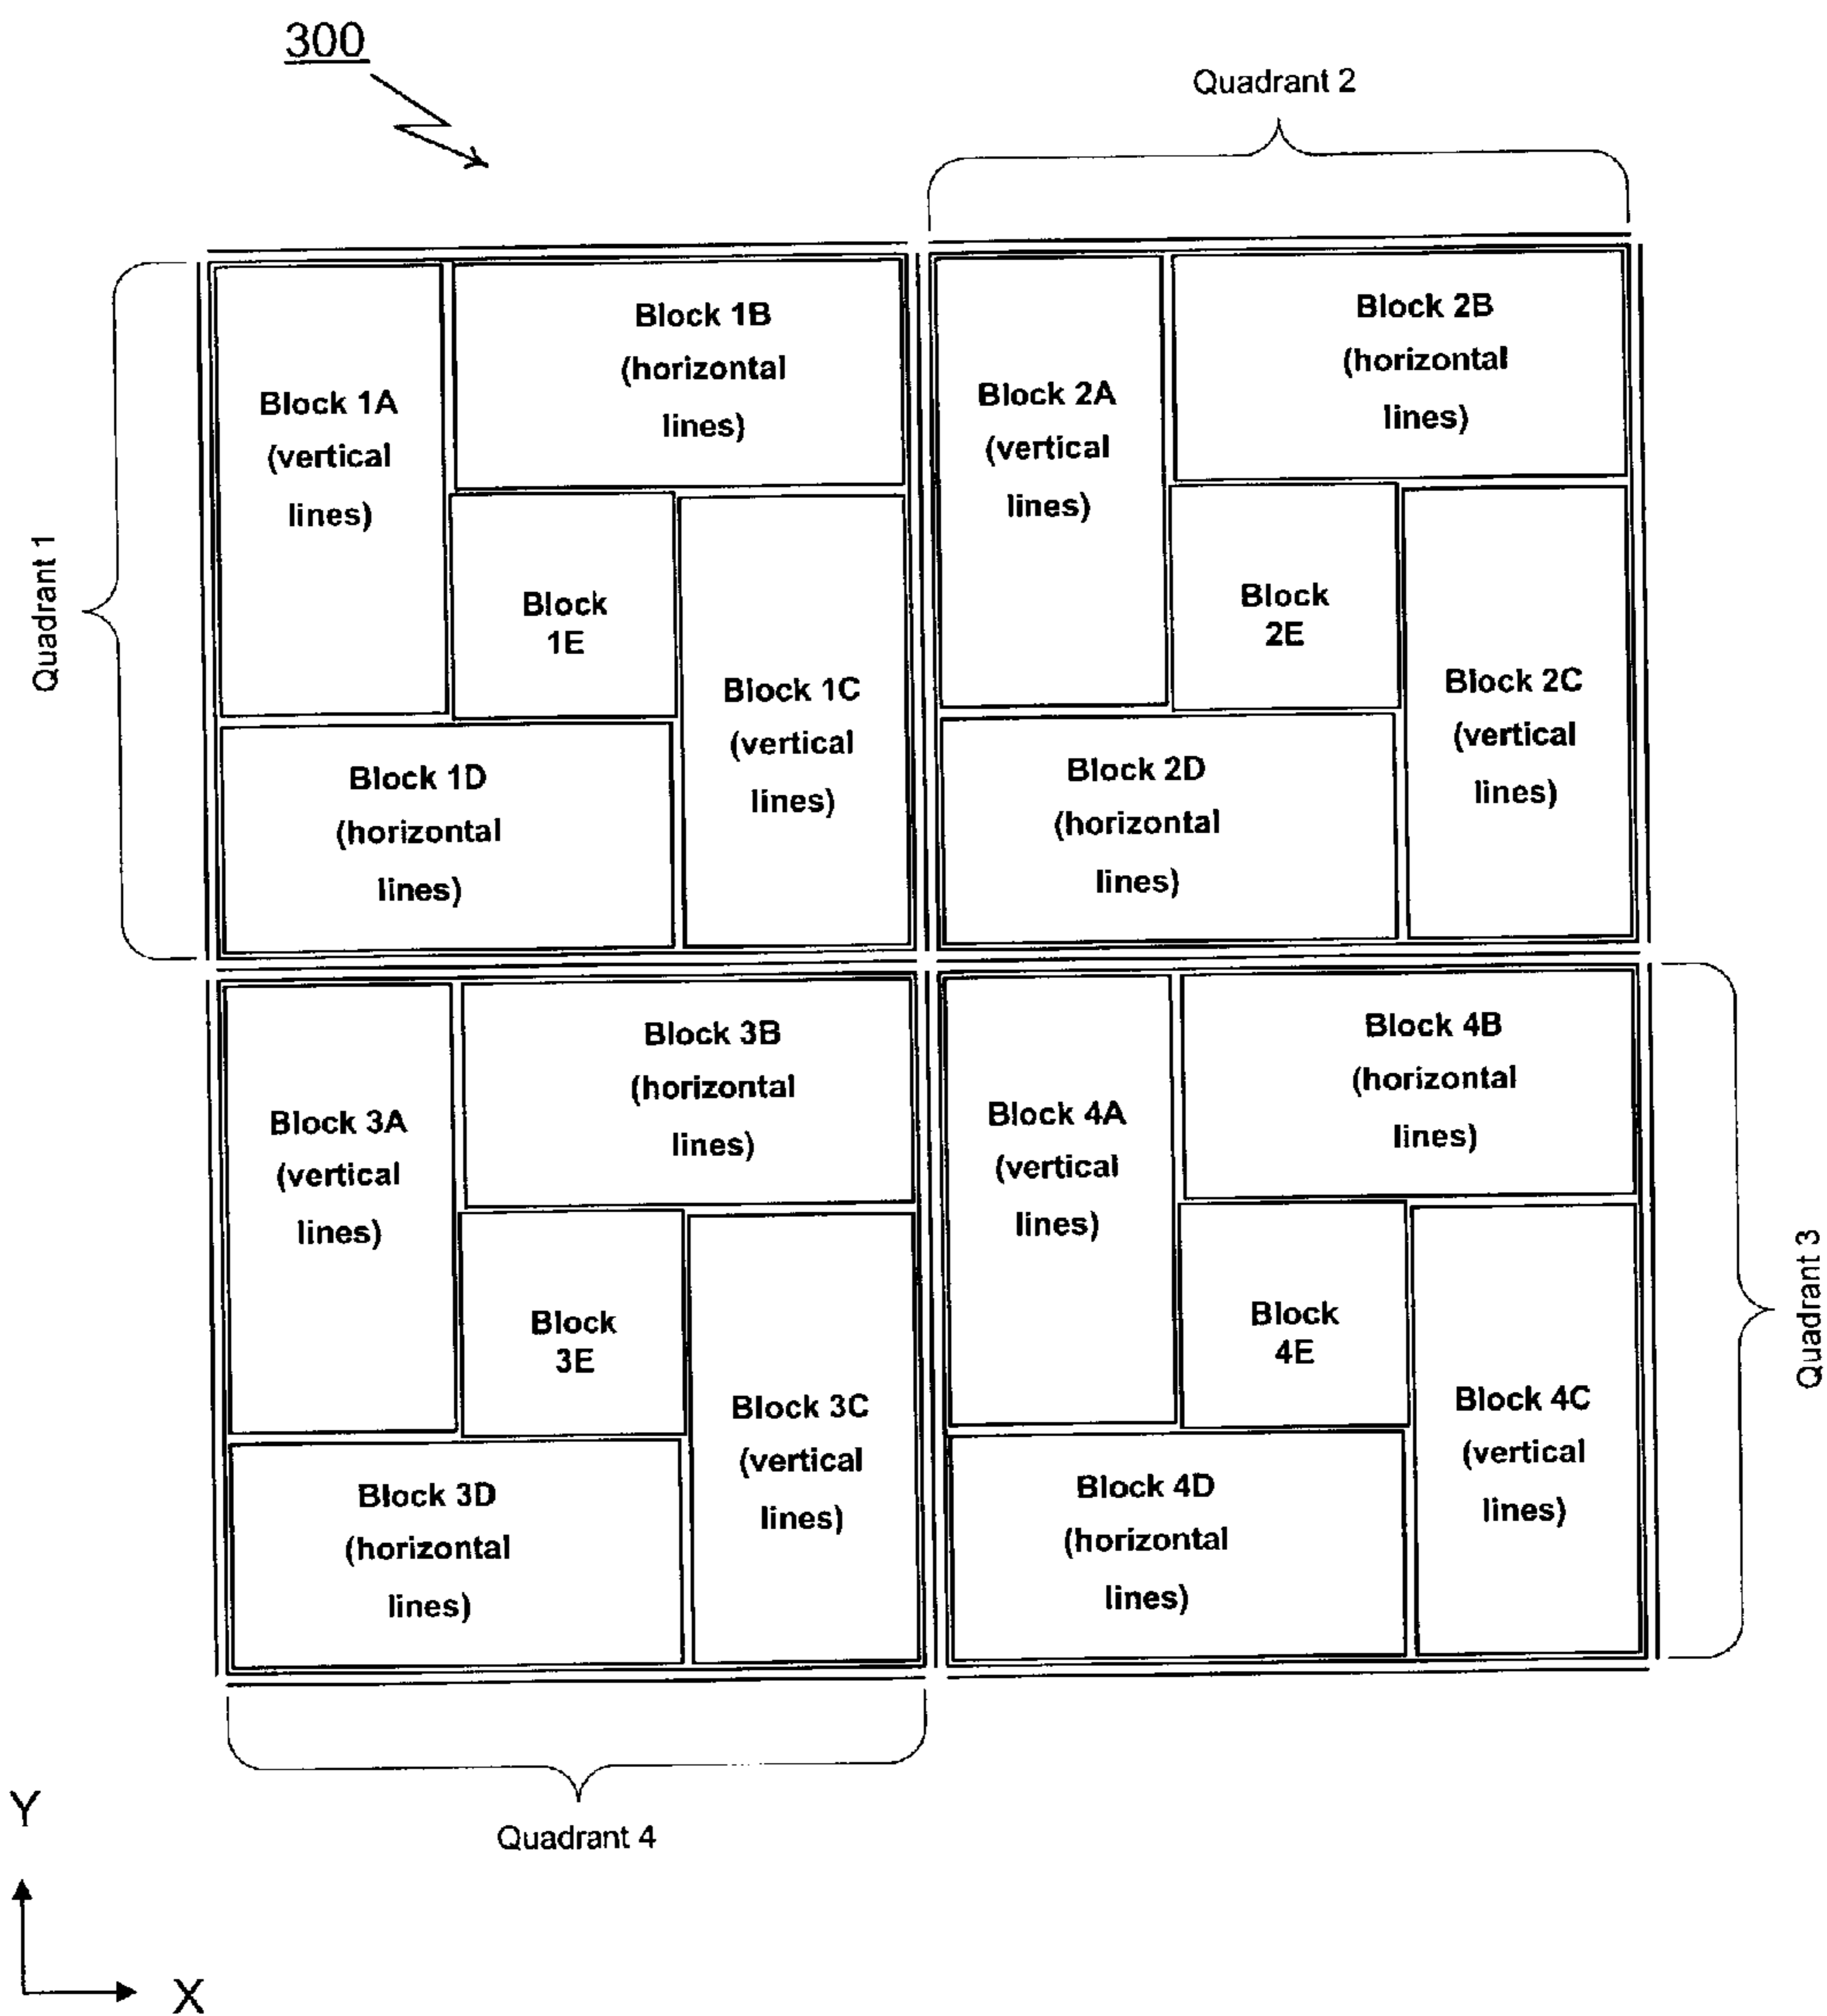 300
Quadrant 2
Quadrant 1
Block 1A
(vertical
lines)
Block 1B
(horizontal
lines)
Block
1E
Block 1C
(vertical
lines)
Block 1D
(horizontal
lines)
Block 2A
(vertical
lines)
Block 2B
(horizontal
lines)
Block
2E
Block 2C
(vertical
lines)
Block 2D
(horizontal
lines)
Block 3A
(vertical
lines)
Block 3B
(horizontal
lines)
Block
3E
Block 3C
(vertical
lines)
Block 3D
(horizontal
lines)
Block 4A
(vertical
lines)
Block 4B
(horizontal
lines)
Block
4E
Block 4C
(vertical
lines)
Block 4D
(horizontal
lines)
Quadrant 3
Quadrant 4
Y
X